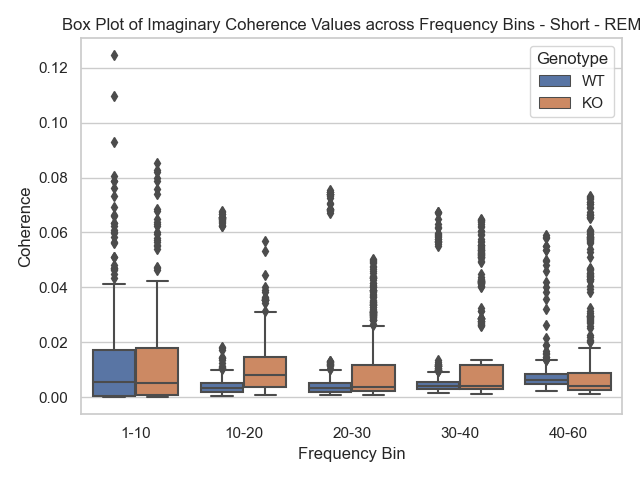 Box Plot of Imaginary Coherence Values across Frequency Bins - Short - REM
Genotype
WT
KO
0.12
0.10
0.08
0.06
0.04
0.02
0.00
Coherence
1-10
10-20
20-30
30-40
40-60
Frequency Bin